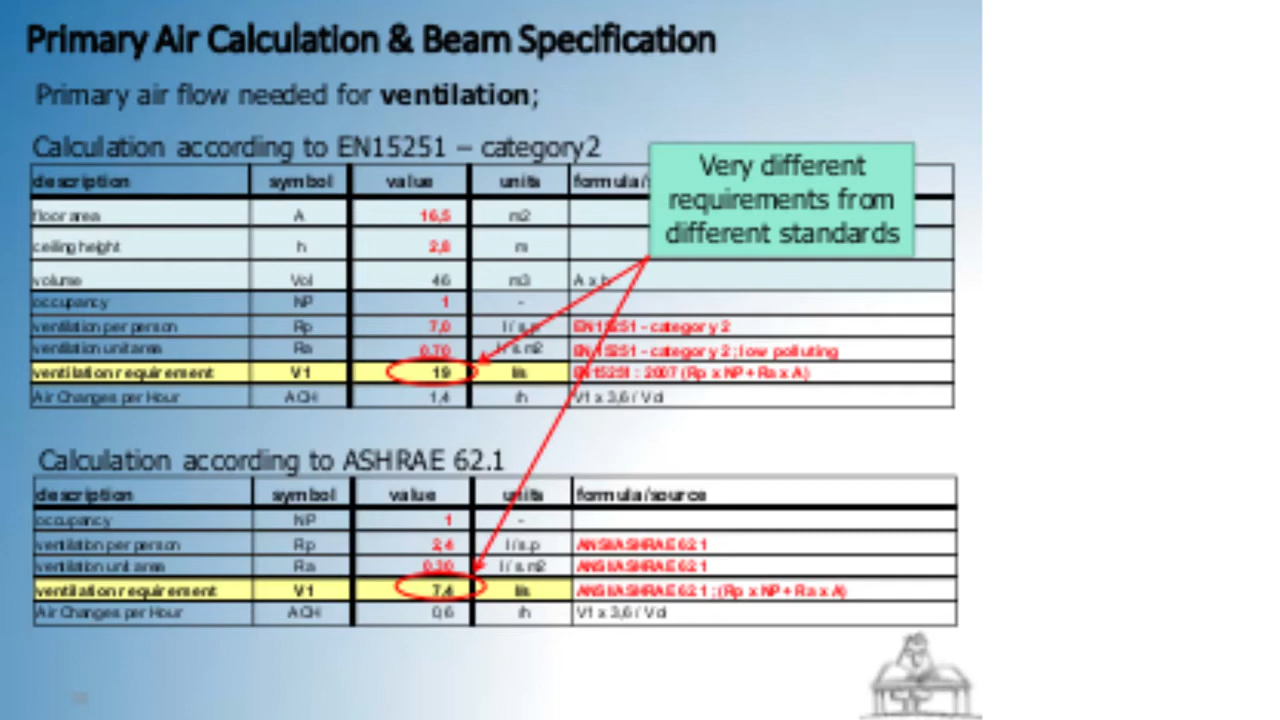 Primary Air Calculation & Beam Specification
Primary air flow needed for ventilation;
Calculation according to EN15251 – category2
Very different
requirements from
different standards
description symbol value units formula/
floor area A 16,5 m2
ceiling height h 2,8 m
volume Vol 46 m3 A x h
occupancy NP 1 -
ventilation per person Rp 7,0 l/s.p EN15251 - category 2
ventilation unit area Ra 0,70 l/s.m2 EN15251 - category 2; low polluting
ventilation requirement V1 19 l/s EN15251 : 2007 (Rp x NP + Ra x A)
Air Changes per Hour ACH 1,4 /h V1 x 3,6 / Vol
Calculation according to ASHRAE 62.1
description symbol value units formula/source
occupancy NP 1 -
ventilation per person Rp 2,4 l/s.p ANSI/ASHRAE 62.1
ventilation unit area Ra 0,30 l/s.m2 ANSI/ASHRAE 62.1
ventilation requirement V1 7,4 l/s ANSI/ASHRAE 62.1 ; (Rp x NP + Ra x A)
Air Changes per Hour ACH 0,6 /h V1 x 3,6 / Vol